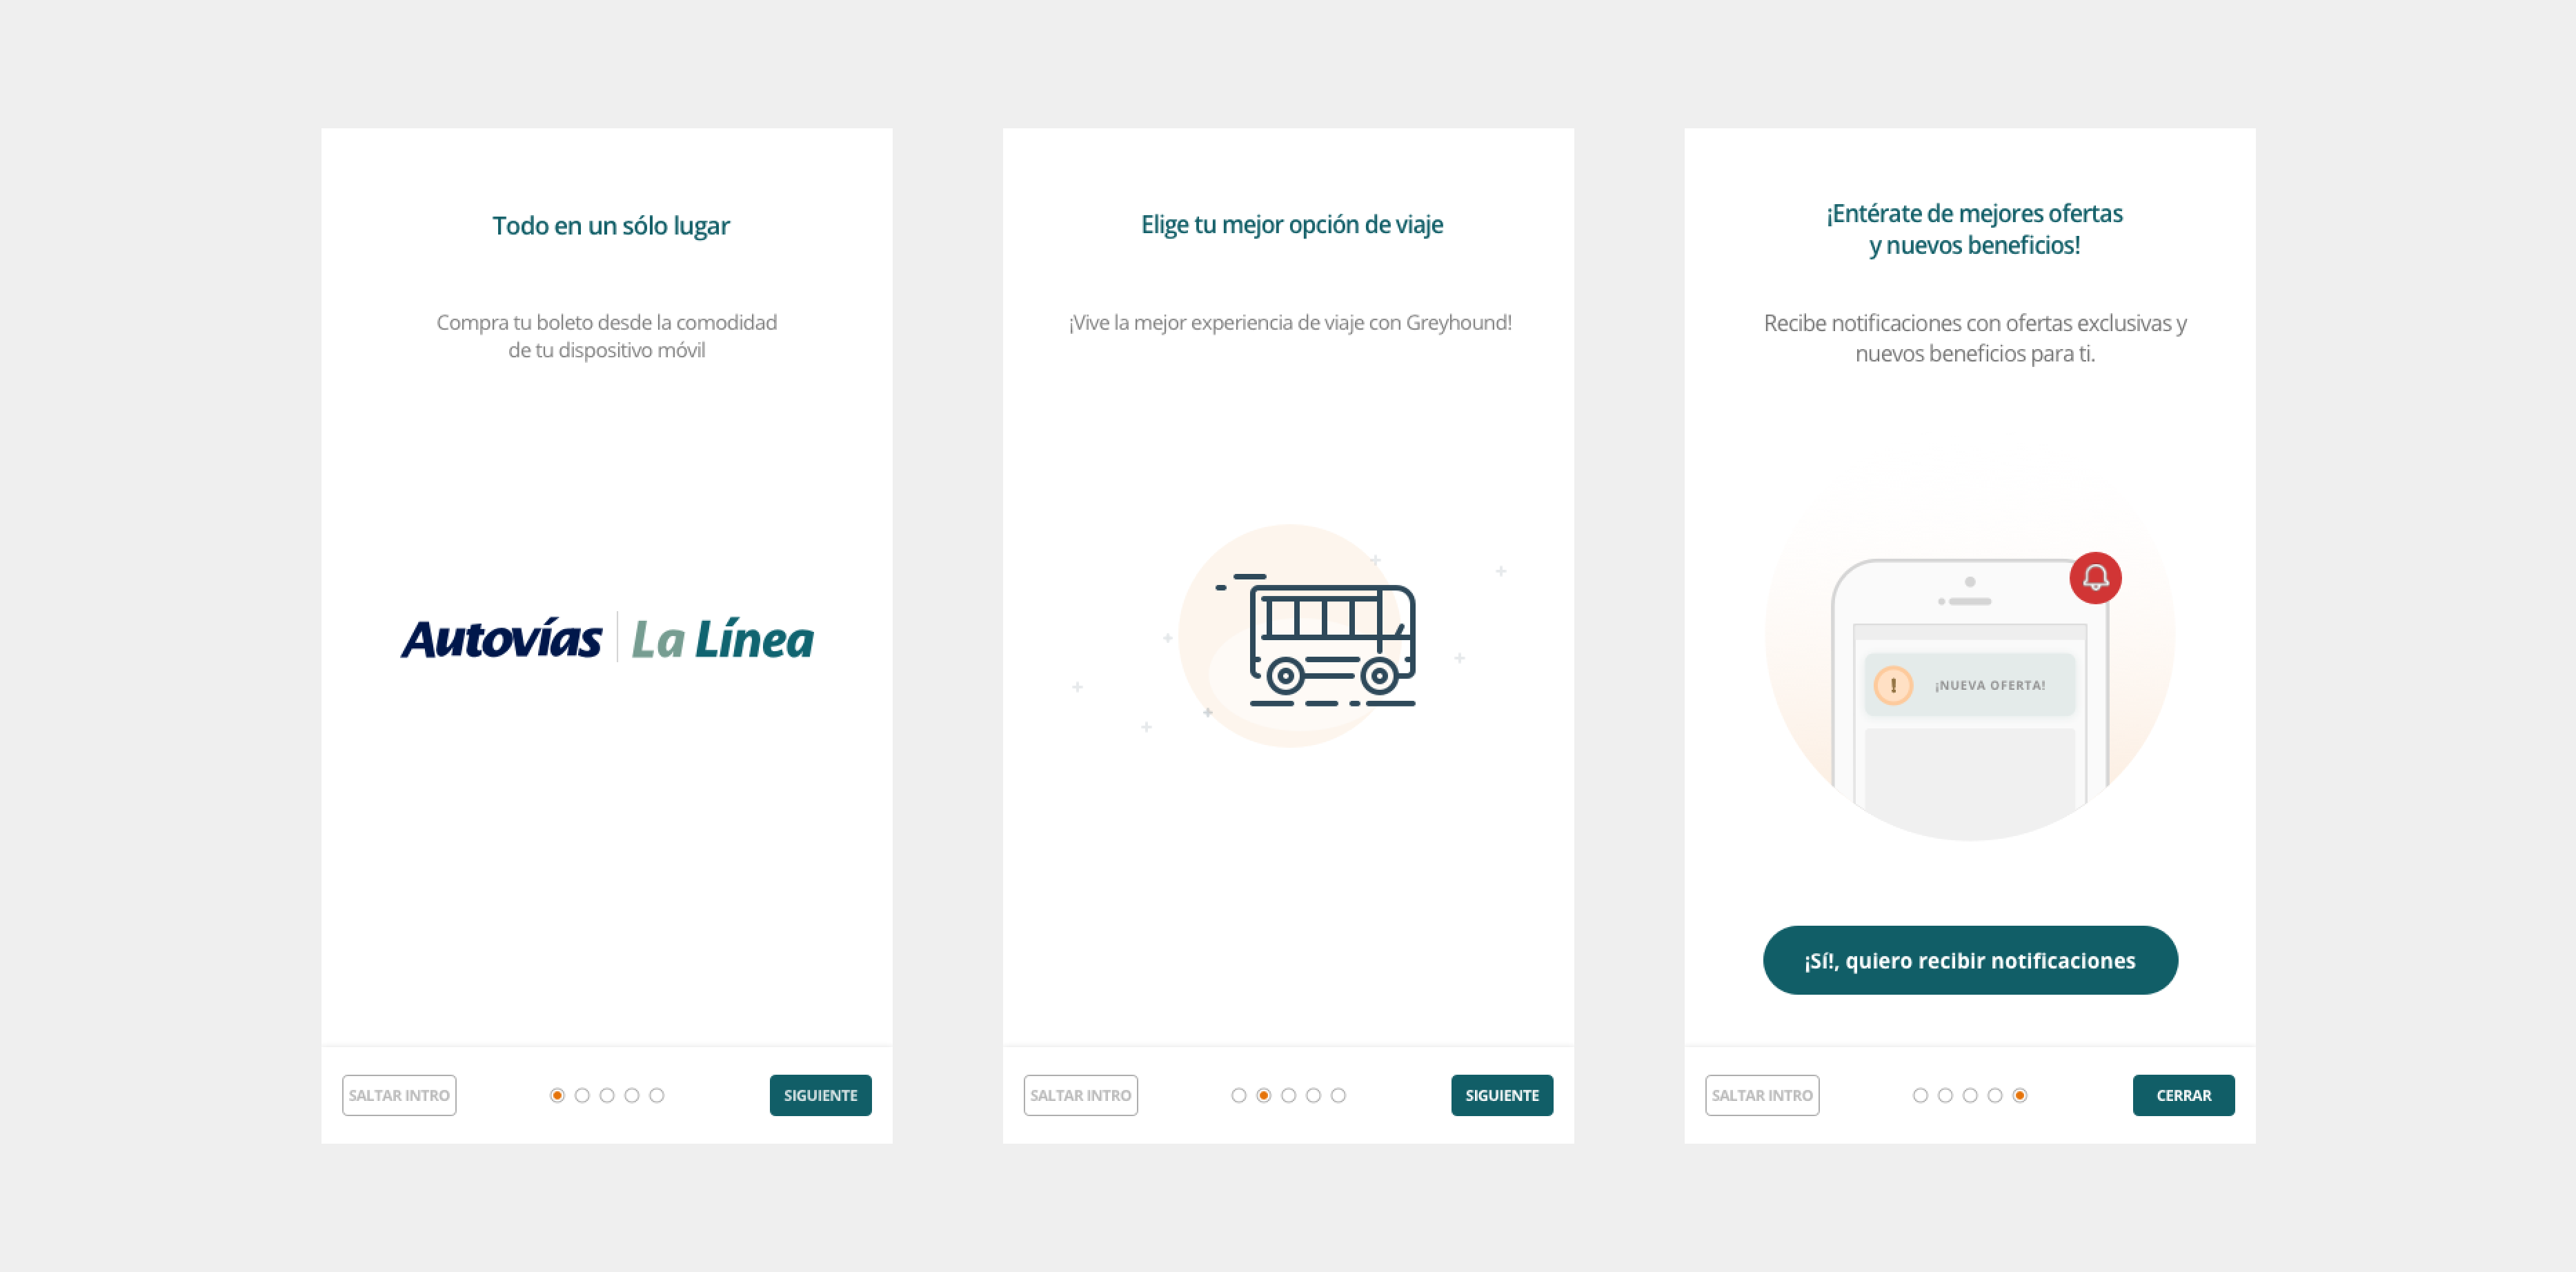 Todo en un sólo lugar
Compra tu boleto desde la comodidad
de tu dispositivo móvil
Autovías La Línea
SALTAR INTRO
SIGUIENTE
Elige tu mejor opción de viaje
¡Vive la mejor experiencia de viaje con Greyhound!
SALTAR INTRO
SIGUIENTE
¡Entérate de mejores ofertas
y nuevos beneficios!
Recibe notificaciones con ofertas exclusivas y
nuevos beneficios para ti.
! ¡NUEVA OFERTA!
¡Sí!, quiero recibir notificaciones
SALTAR INTRO
CERRAR